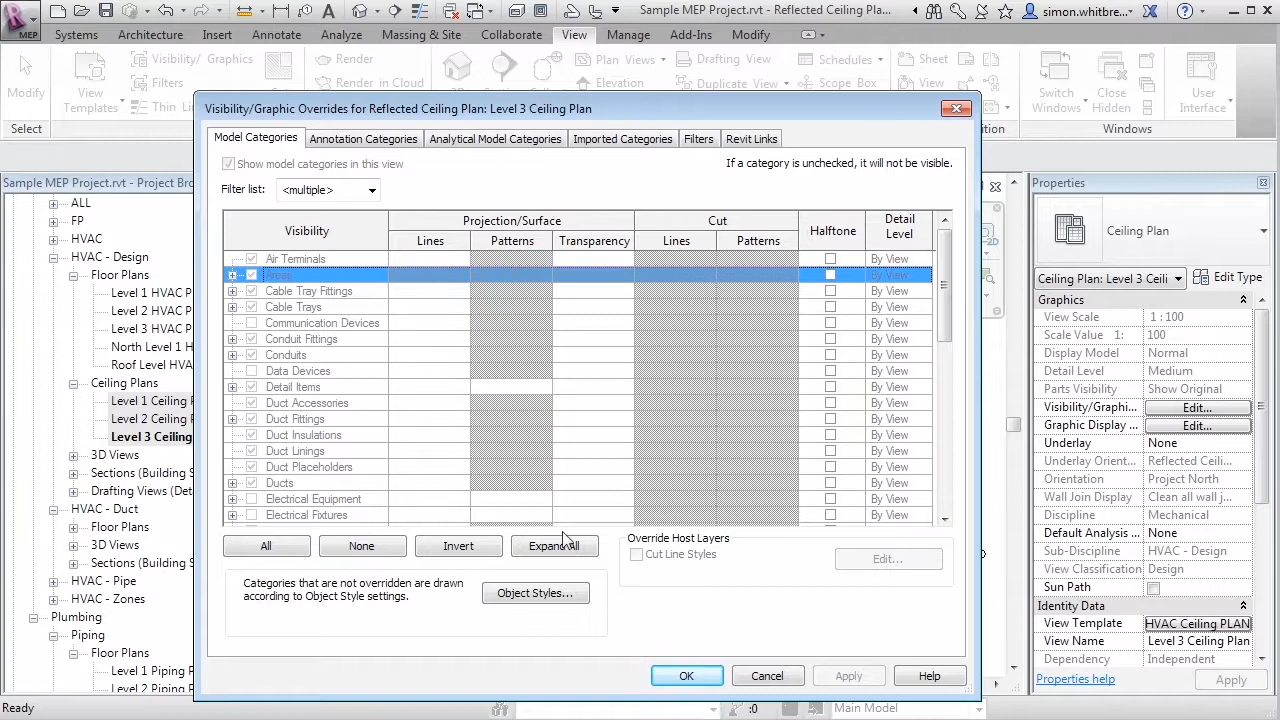 Sample MEP Project.rvt - Reflected Ceiling Pla...
simon.whitbre...
MEP
Systems Architecture Insert Annotate Analyze Massing & Site Collaborate View Manage Add-Ins Modify
Modify
View Templates
Visibility/ Graphics
Filters
Thin
Render
Render in Cloud
Plan Views
Elevation
Drafting View
Duplicate View
Schedules
Scope Box
Sheet
View
Switch Windows
Close Hidden
User Interface
Select
Windows
Visibility/Graphic Overrides for Reflected Ceiling Plan: Level 3 Ceiling Plan
Model Categories Annotation Categories Analytical Model Categories Imported Categories Filters Revit Links
Show model categories in this view
If a category is unchecked, it will not be visible.
Filter list: <multiple>
Visibility Projection/Surface Cut Halftone Detail Level
Lines Patterns Transparency Lines Patterns
Air Terminals By View
Areas By View
Cable Tray Fittings By View
Cable Trays By View
Communication Devices By View
Conduit Fittings By View
Conduits By View
Data Devices By View
Detail Items By View
Duct Accessories By View
Duct Fittings By View
Duct Insulations By View
Duct Linings By View
Duct Placeholders By View
Ducts By View
Electrical Equipment By View
Electrical Fixtures By View
All None Invert Expand All
Override Host Layers
Cut Line Styles
Edit...
Categories that are not overridden are drawn
according to Object Style settings.
Object Styles...
OK Cancel Apply Help
Sample MEP Project.rvt - Project Bro
ALL
FP
HVAC
HVAC - Design
Floor Plans
Level 1 HVAC P
Level 2 HVAC P
Level 3 HVAC P
North Level 1 H
Roof Level HVA
Ceiling Plans
Level 1 Ceiling
Level 2 Ceiling
Level 3 Ceiling
3D Views
Sections (Building S
Drafting Views (Det
HVAC - Duct
Floor Plans
3D Views
Sections (Building S
HVAC - Pipe
HVAC - Zones
Plumbing
Piping
Floor Plans
Level 1 Piping
Level 2 Piping
Properties
Ceiling Plan
Ceiling Plan: Level 3 Ceili
Edit Type
Graphics
View Scale 1 : 100
Scale Value 1: 100
Display Model Normal
Detail Level Medium
Parts Visibility Show Original
Visibility/Graphi... Edit...
Graphic Display ... Edit...
Underlay None
Underlay Orient... Reflected Ceili...
Orientation Project North
Wall Join Display Clean all wall j...
Discipline Mechanical
Default Analysis ... None
Sub-Discipline HVAC - Design
View Classification Design
Sun Path
Identity Data
View Template HVAC Ceiling PLAN
View Name Level 3 Ceiling Plan
Dependency Independent
Properties help
Apply
Ready
:0
Main Model